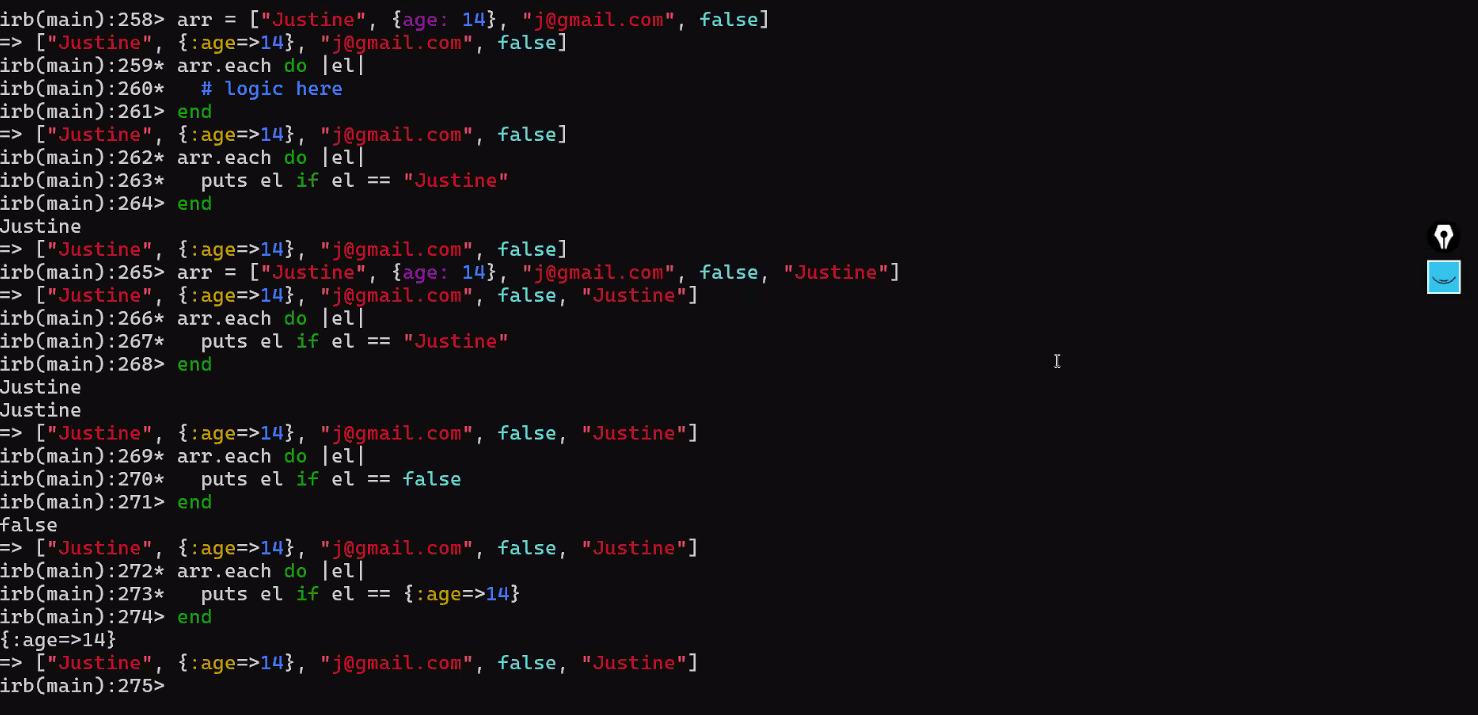 irb(main):258> arr = ["Justine", {age: 14}, "j@gmail.com", false]
=> ["Justine", {:age=>14}, "j@gmail.com", false]
irb(main):259* arr.each do |el|
irb(main):260*   # logic here
irb(main):261> end
=> ["Justine", {:age=>14}, "j@gmail.com", false]
irb(main):262* arr.each do |el|
irb(main):263*   puts el if el == "Justine"
irb(main):264> end
Justine
=> ["Justine", {:age=>14}, "j@gmail.com", false]
irb(main):265> arr = ["Justine", {age: 14}, "j@gmail.com", false, "Justine"]
=> ["Justine", {:age=>14}, "j@gmail.com", false, "Justine"]
irb(main):266* arr.each do |el|
irb(main):267*   puts el if el == "Justine"
irb(main):268> end
Justine
Justine
=> ["Justine", {:age=>14}, "j@gmail.com", false, "Justine"]
irb(main):269* arr.each do |el|
irb(main):270*   puts el if el == false
irb(main):271> end
false
=> ["Justine", {:age=>14}, "j@gmail.com", false, "Justine"]
irb(main):272* arr.each do |el|
irb(main):273*   puts el if el == {:age=>14}
irb(main):274> end
{:age=>14}
=> ["Justine", {:age=>14}, "j@gmail.com", false, "Justine"]
irb(main):275>